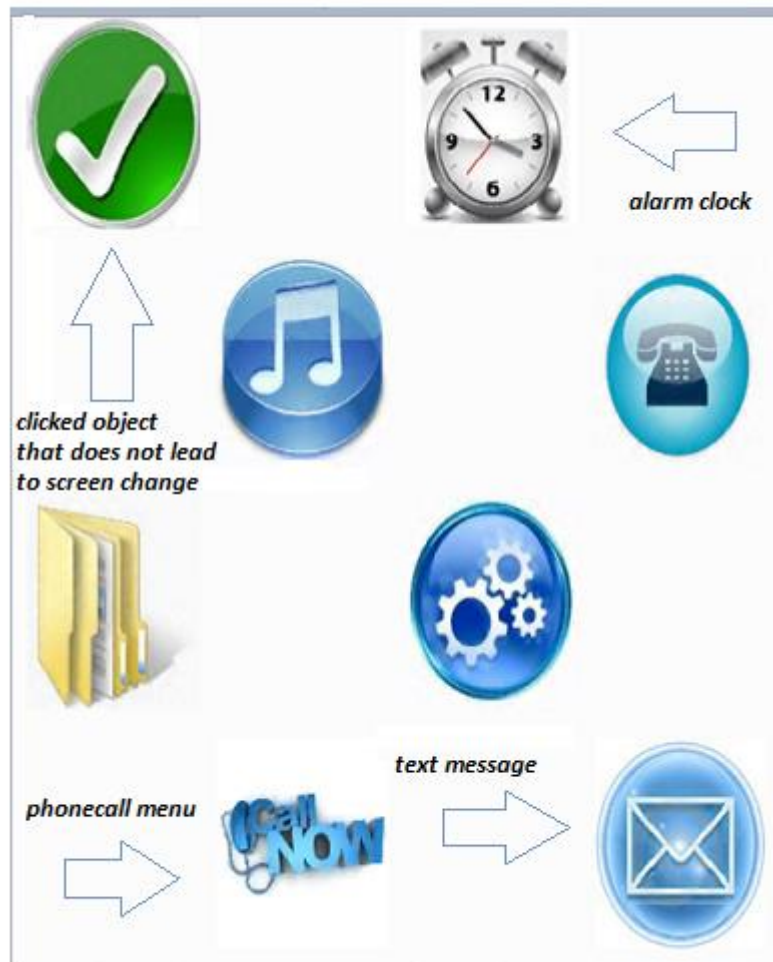 12
9
3
6
alarm clock
clicked object
that does not lead
to screen change
text message
phonecall menu
Call
NOW